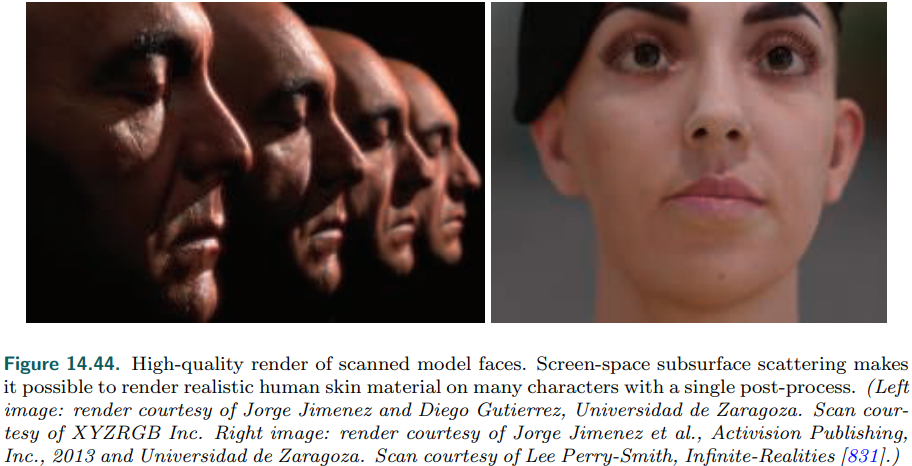 Figure 14.44. High-quality render of scanned model faces. Screen-space subsurface scattering makes
it possible to render realistic human skin material on many characters with a single post-process. (Left
image: render courtesy of Jorge Jimenez and Diego Gutierrez, Universidad de Zaragoza. Scan cour-
tesy of XYZRGB Inc. Right image: render courtesy of Jorge Jimenez et al., Activision Publishing,
Inc., 2013 and Universidad de Zaragoza. Scan courtesy of Lee Perry-Smith, Infinite-Realities [831].)